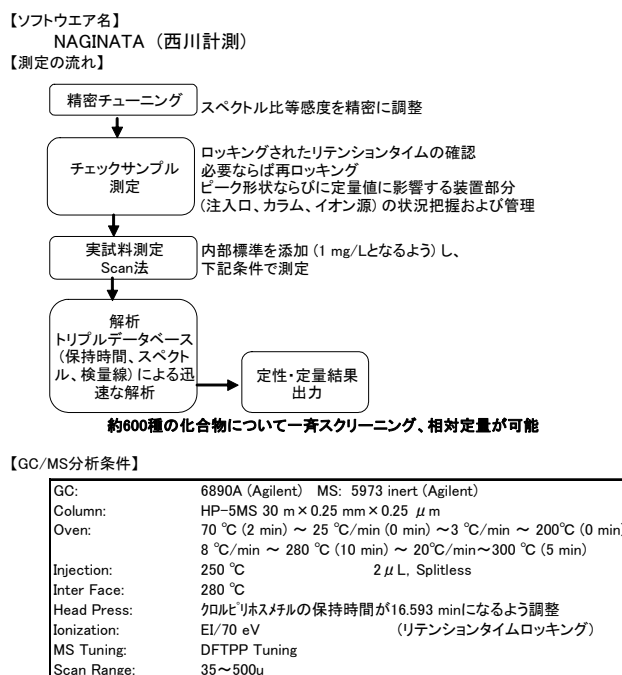 【ソフトウエア名】
NAGINATA （西川計測）
【測定の流れ】
精密チューニング
スペクトル比等感度を精密に調整
チェックサンプル
測定
ロッキングされたリテンションタイムの確認
必要ならば再ロッキング
ピーク形状ならびに定量値に影響する装置部分
(注入口、カラム、イオン源) の状況把握および管理
実試料測定
Scan法
内部標準を添加 (1 mg/Lとなるよう) し、
下記条件で測定
解析
トリプルデータベース
(保持時間、スペクト
ル、検量線) による迅
速な解析
定性・定量結果
出力
約600種の化合物について一斉スクリーニング、相対定量が可能
【GC/MS分析条件】
GC: 6890A (Agilent) MS: 5973 inert (Agilent)
Column: HP-5MS 30 m×0.25 mm×0.25 μm
Oven: 70 ℃ (2 min) ～ 25 ℃/min (0 min) ～3 ℃/min ～ 200℃ (0 min)
8 ℃/min ～ 280 ℃ (10 min) ～ 20℃/min～300 ℃ (5 min)
Injection: 250 ℃ 2μL, Splitless
Inter Face: 280 ℃
Head Press: ｸﾛﾙﾋﾟﾘﾎｽﾒﾁﾙの保持時間が16.593 minになるよう調整
Ionization: EI/70 eV (リテンションタイムロッキング)
MS Tuning: DFTPP Tuning
Scan Range: 35～500u